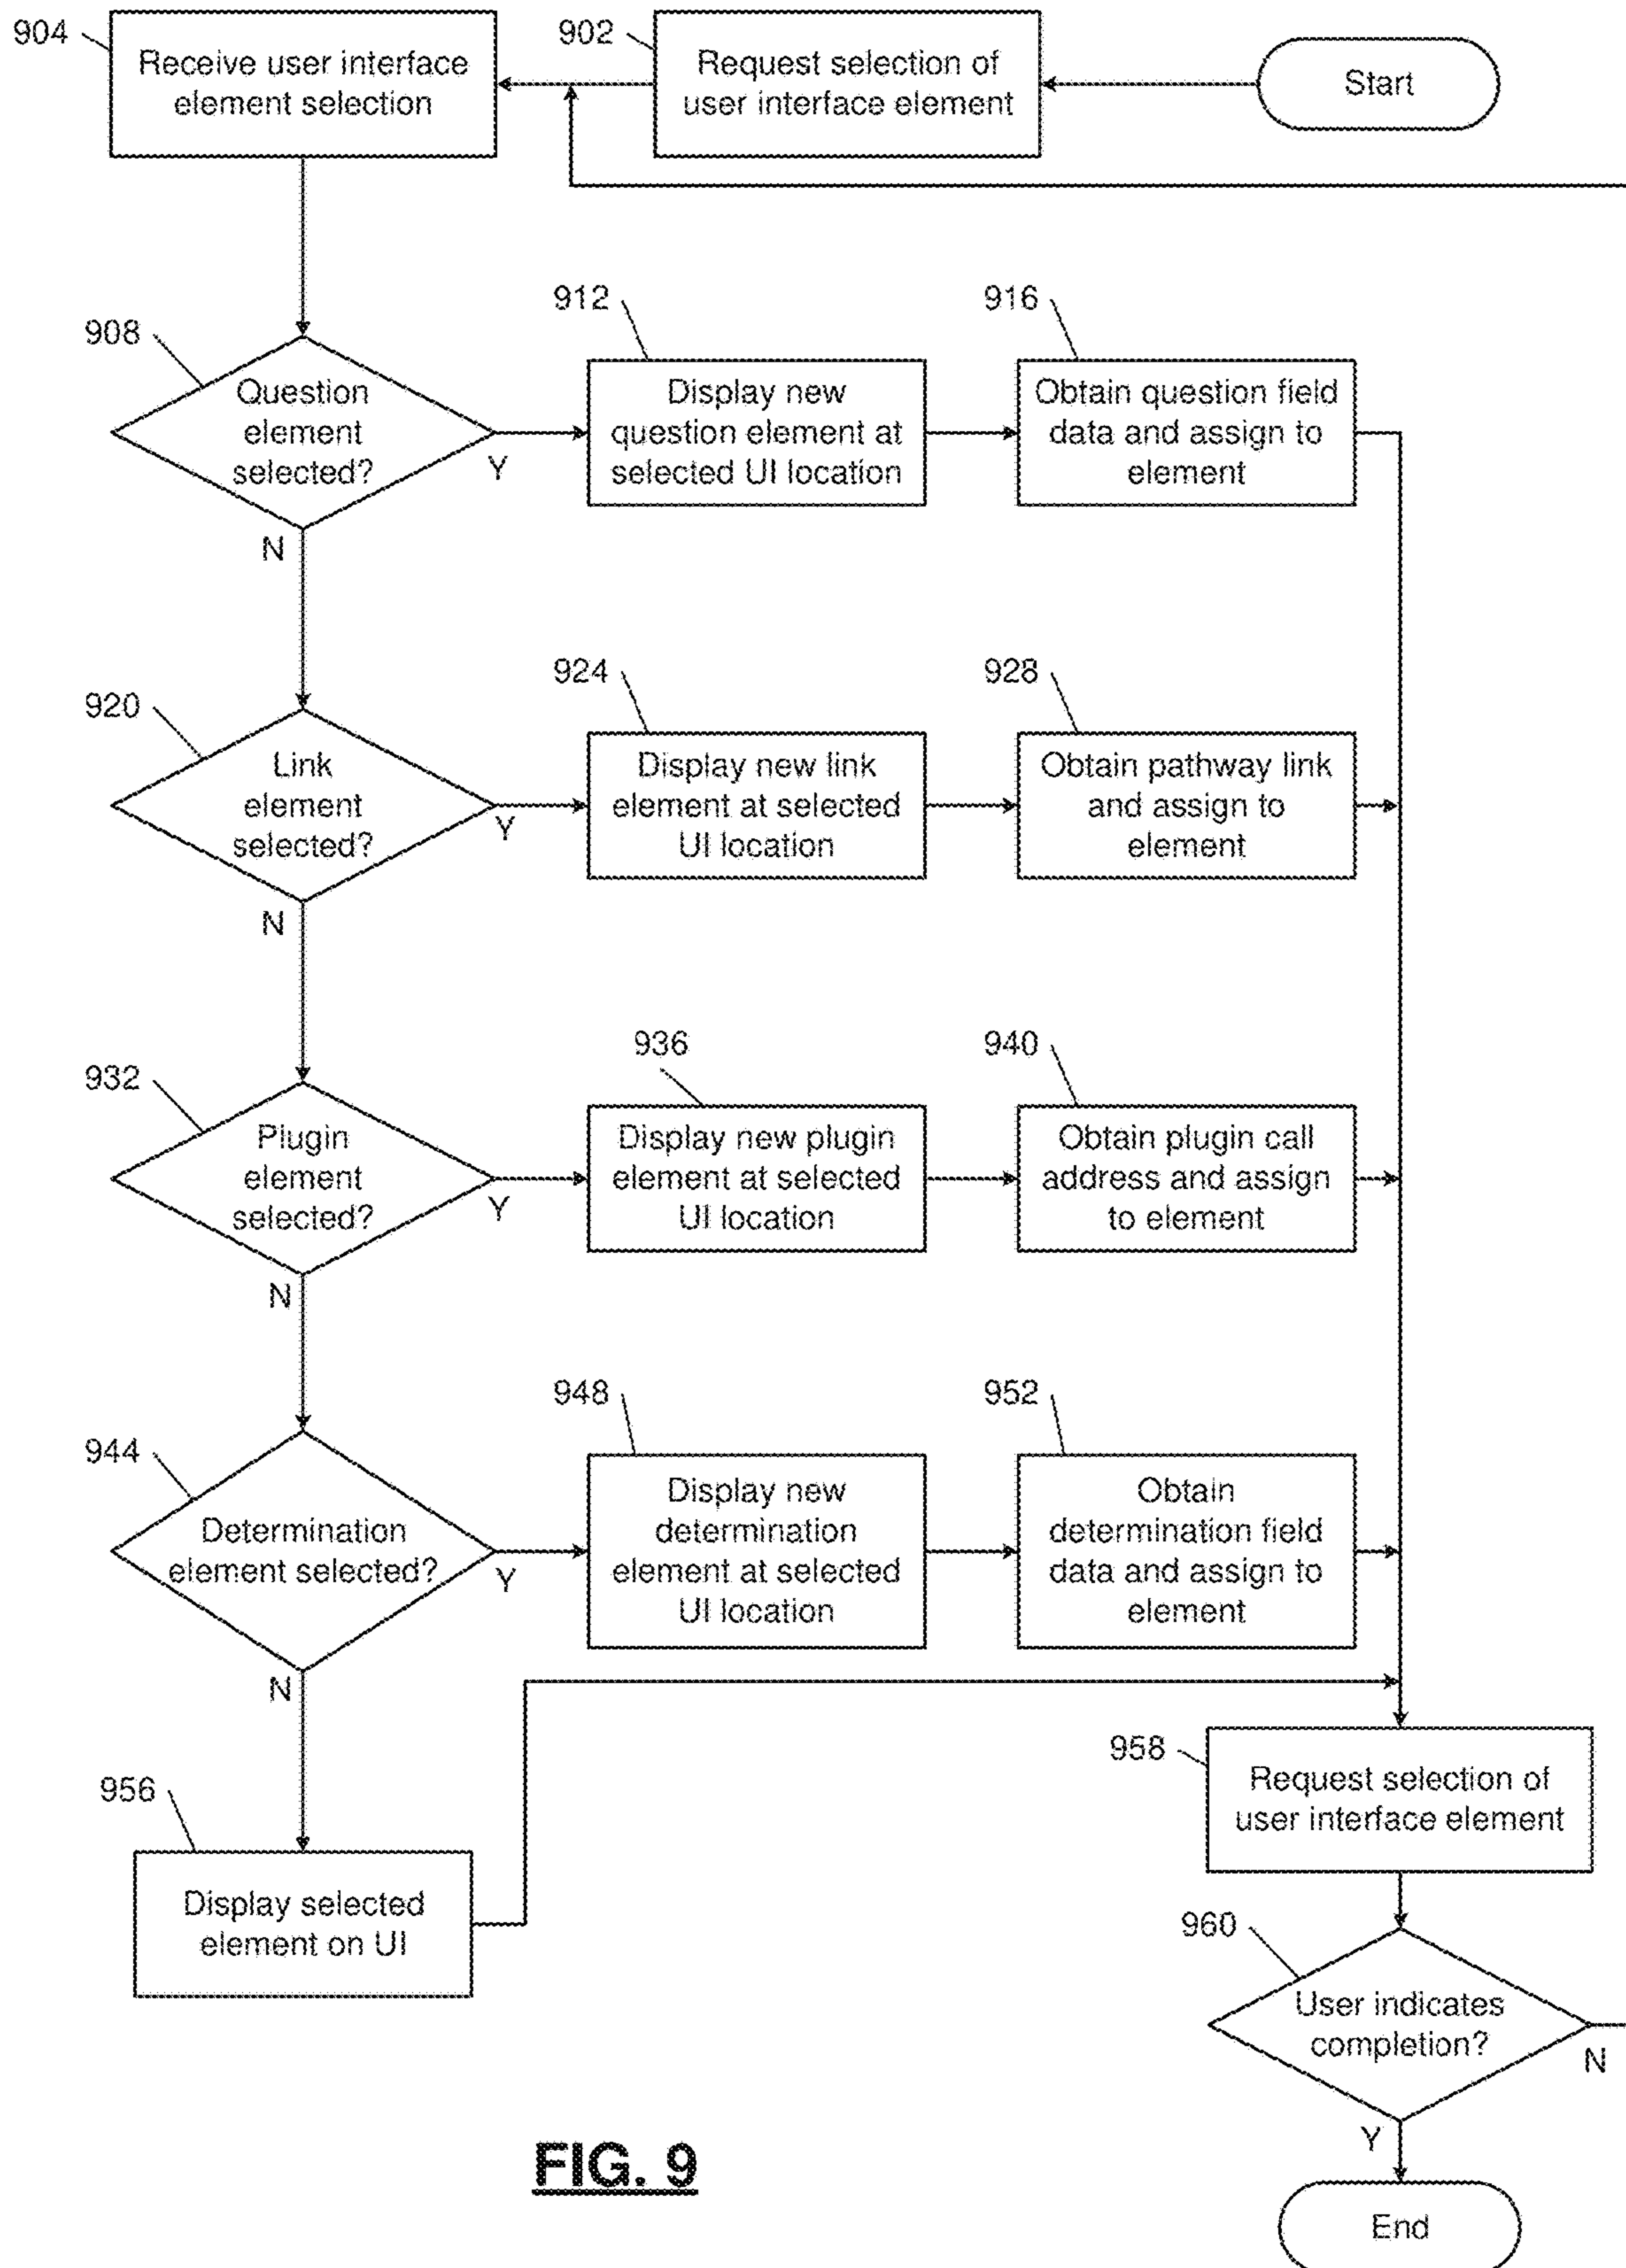 904
Receive user interface
element selection
902
Request selection of
user interface element
Start
908
Question
element
selected?
Y
N
912
Display new
question element at
selected UI location
916
Obtain question field
data and assign to
element
920
Link
element
selected?
Y
N
924
Display new link
element at selected
UI location
928
Obtain pathway link
and assign to
element
932
Plugin
element
selected?
Y
N
936
Display new plugin
element at selected
UI location
940
Obtain plugin call
address and assign
to element
944
Determination
element selected?
Y
N
948
Display new
determination
element at selected
UI location
952
Obtain
determination field
data and assign to
element
956
Display selected
element on UI
958
Request selection of
user interface element
960
User indicates
completion?
N
Y
End
FIG. 9